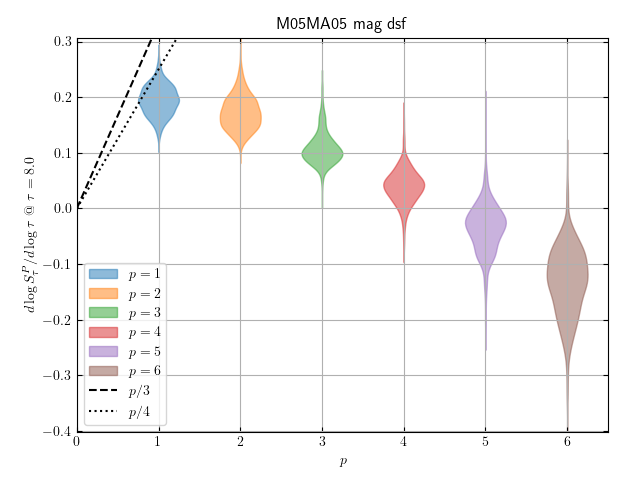 M05MA05 mag dsf
d log S_τ^P / d log τ @ τ = 8.0
0.3
0.2
0.1
0.0
−0.1
−0.2
−0.3
−0.4
p = 1
p = 2
p = 3
p = 4
p = 5
p = 6
p/3
p/4
0 1 2 3 4 5 6
p